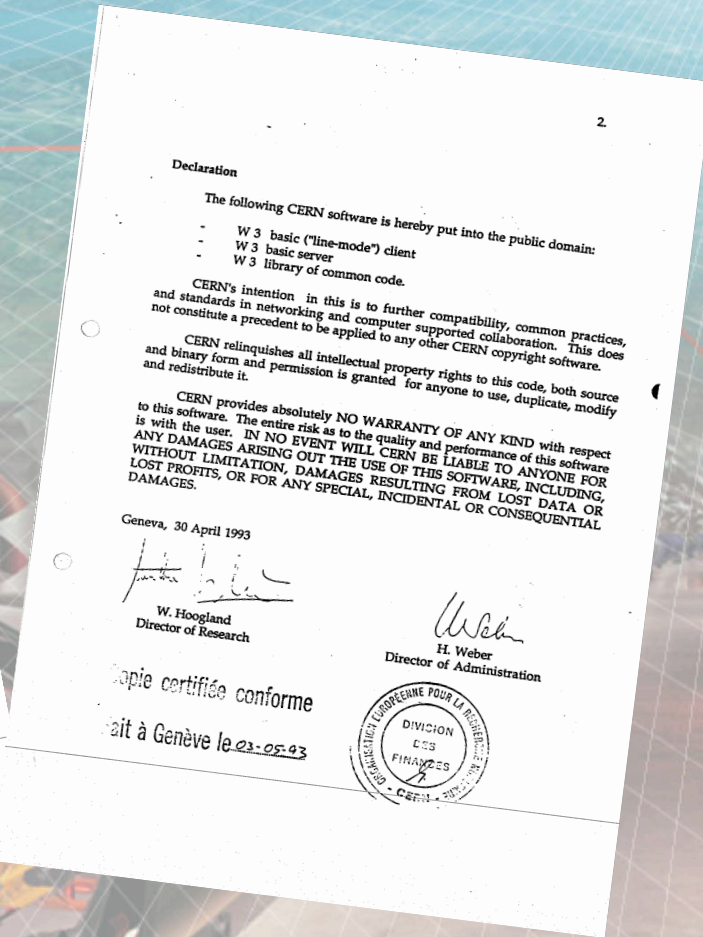 2.
Declaration
The following CERN software is hereby put into the public domain:
- W 3 basic ("line-mode") client
- W 3 basic server
- W 3 library of common code.
CERN's intention in this is to further compatibility, common practices,
and standards in networking and computer supported collaboration. This does
not constitute a precedent to be applied to any other CERN copyright software.
CERN relinquishes all intellectual property rights to this code, both source
and binary form and permission is granted for anyone to use, duplicate, modify
and redistribute it.
CERN provides absolutely NO WARRANTY OF ANY KIND with respect
to this software. The entire risk as to the quality and performance of this software
is with the user. IN NO EVENT WILL CERN BE LIABLE TO ANYONE FOR
ANY DAMAGES ARISING OUT THE USE OF THIS SOFTWARE, INCLUDING,
WITHOUT LIMITATION, DAMAGES RESULTING FROM LOST DATA OR
LOST PROFITS, OR FOR ANY SPECIAL, INCIDENTAL OR CONSEQUENTIAL
DAMAGES.
Geneva, 30 April 1993
W. Hoogland
Director of Research
H. Weber
Director of Administration
opie certifiée conforme
ait à Genève le 03-05-93
ORGANISATION EUROPÉENNE POUR LA RECHERCHE
DIVISION
DES
FINANCES
- CERN -